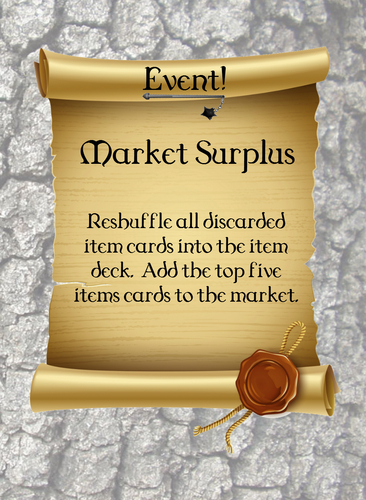 Event!
Market Surplus
Reshuffle all discarded
item cards into the item
deck. Add the top five
items cards to the market.